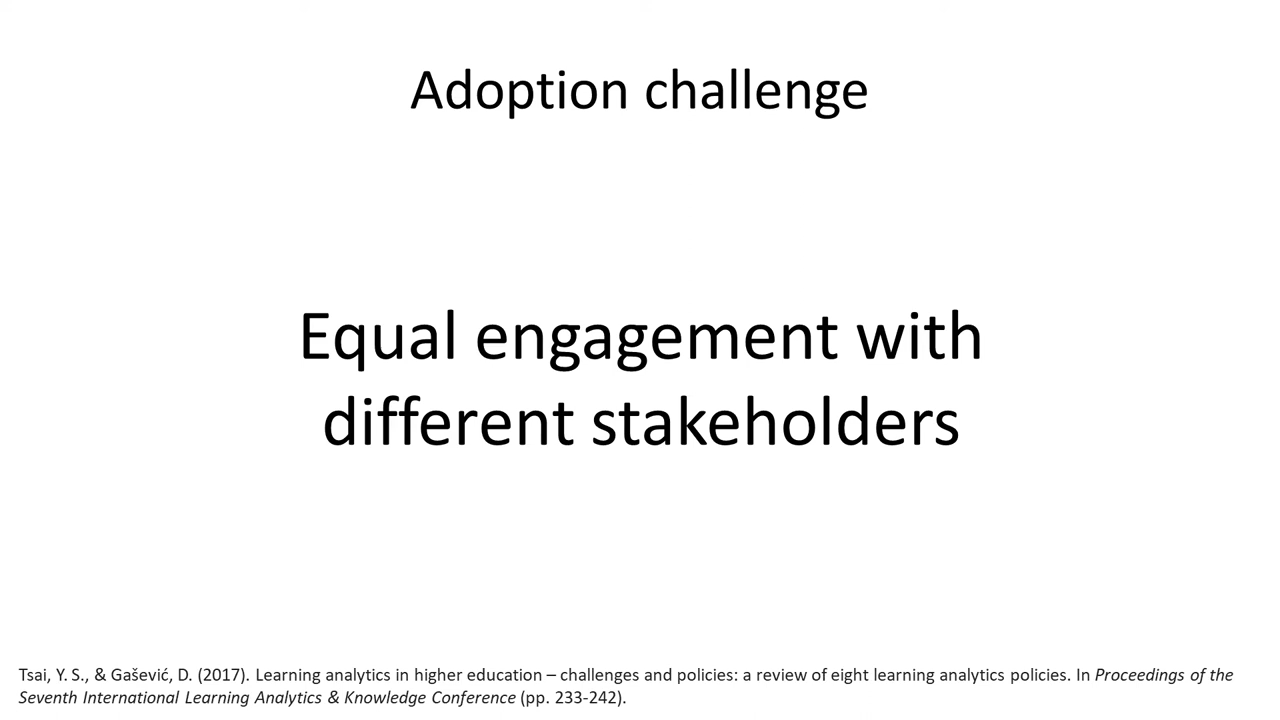 Adoption challenge
Equal engagement with
different stakeholders
Tsai, Y. S., & Gašević, D. (2017). Learning analytics in higher education – challenges and policies: a review of eight learning analytics policies. In Proceedings of the
Seventh International Learning Analytics & Knowledge Conference (pp. 233-242).